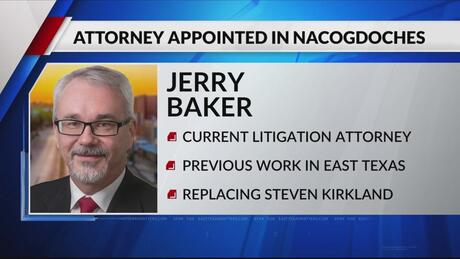 ATTORNEY APPOINTED IN NACOGDOCHES
JERRY
BAKER
CURRENT LITIGATION ATTORNEY
PREVIOUS WORK IN EAST TEXAS
REPLACING STEVEN KIRKLAND